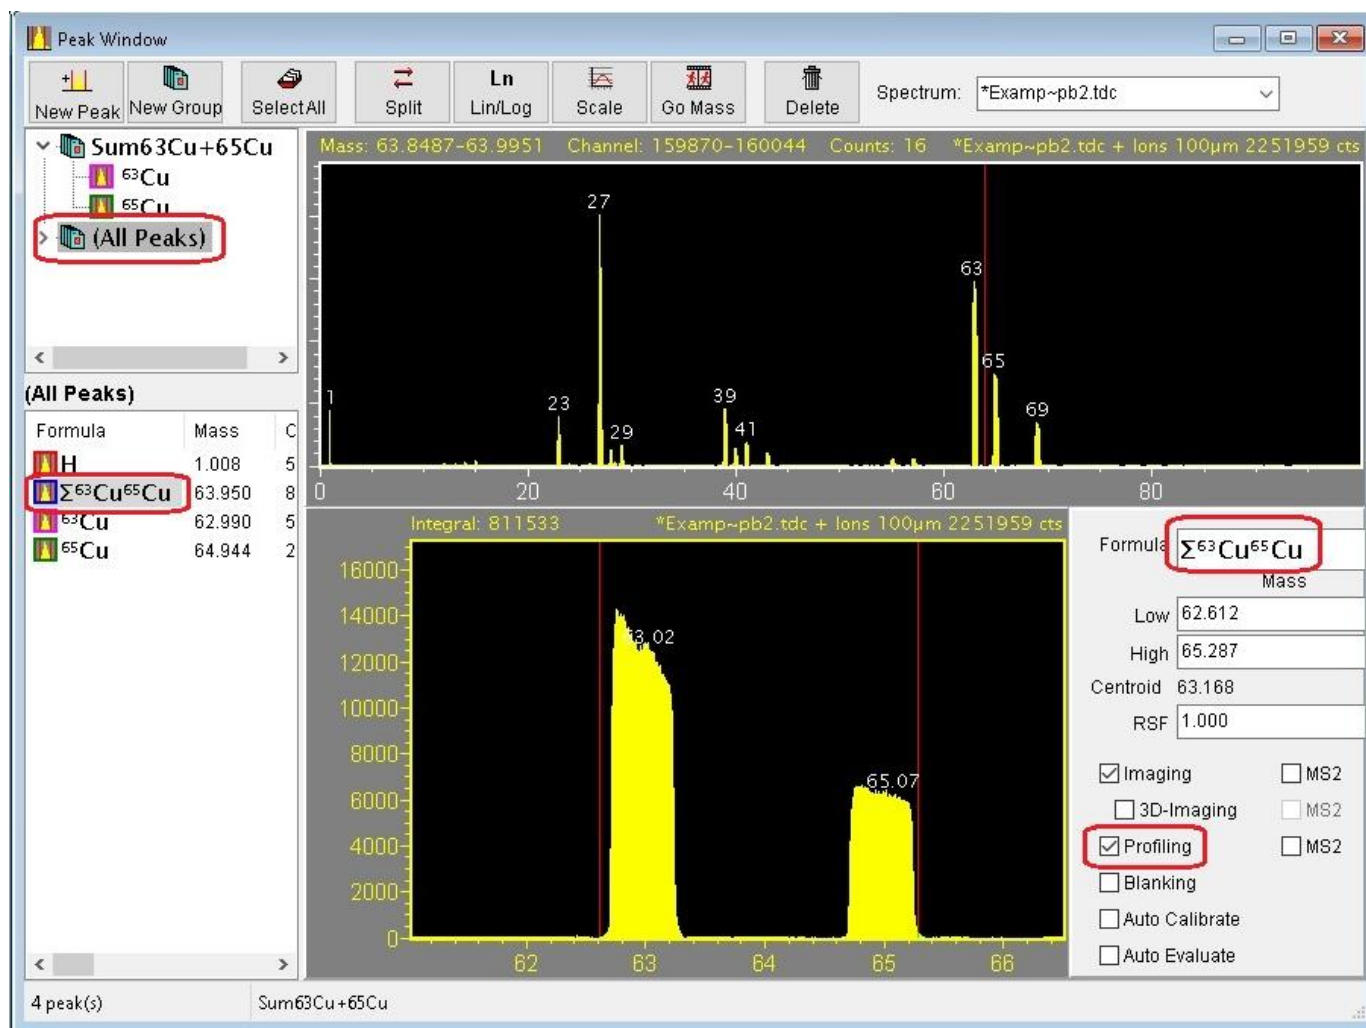 Peak Window
New Peak New Group SelectAll Split Ln Lin/Log Scale Go Mass Delete Spectrum: *Examp~pb2.tdc
Sum63Cu+65Cu
⁶³Cu
⁶⁵Cu
(All Peaks)
Mass: 63.8487-63.9951 Channel: 159870-160044 Counts: 16 *Examp~pb2.tdc + Ions 100µm 2251959 cts
27
63
65
1
23
29
39
41
69
0 20 40 60 80
(All Peaks)
Formula Mass C
H 1.008 5
Σ⁶³Cu⁶⁵Cu 63.950 8
⁶³Cu 62.990 5
⁶⁵Cu 64.944 2
Integral: 811533 *Examp~pb2.tdc + Ions 100µm 2251959 cts
16000
14000
12000
10000
8000
6000
4000
2000
0
63.02
65.07
62 63 64 65 66
Formula Σ⁶³Cu⁶⁵Cu
Mass
Low 62.612
High 65.287
Centroid 63.168
RSF 1.000
Imaging MS2
3D-Imaging MS2
Profiling MS2
Blanking
Auto Calibrate
Auto Evaluate
4 peak(s) Sum63Cu+65Cu